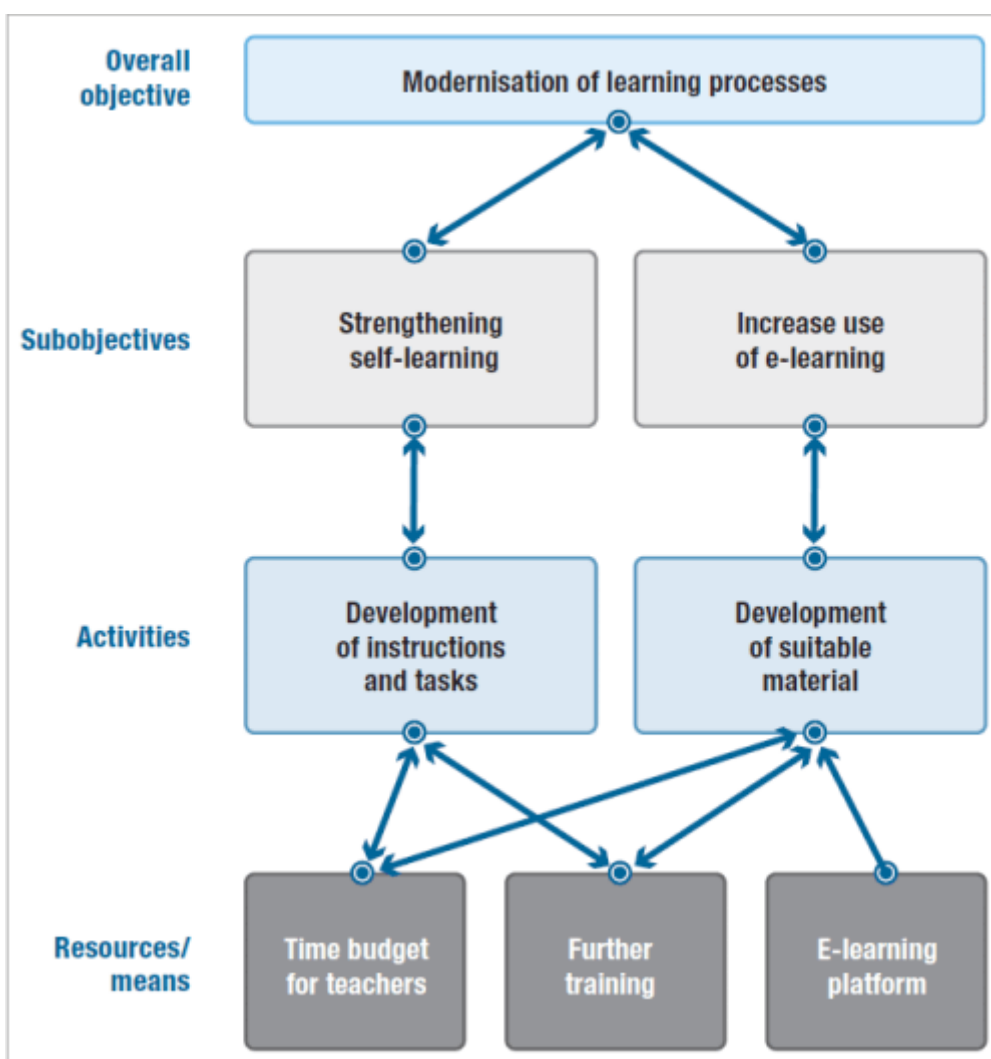 Overall
objective
Modernisation of learning processes
Subobjectives
Strengthening
self-learning
Increase use
of e-learning
Activities
Development
of instructions
and tasks
Development
of suitable
material
Resources/
means
Time budget
for teachers
Further
training
E-learning
platform